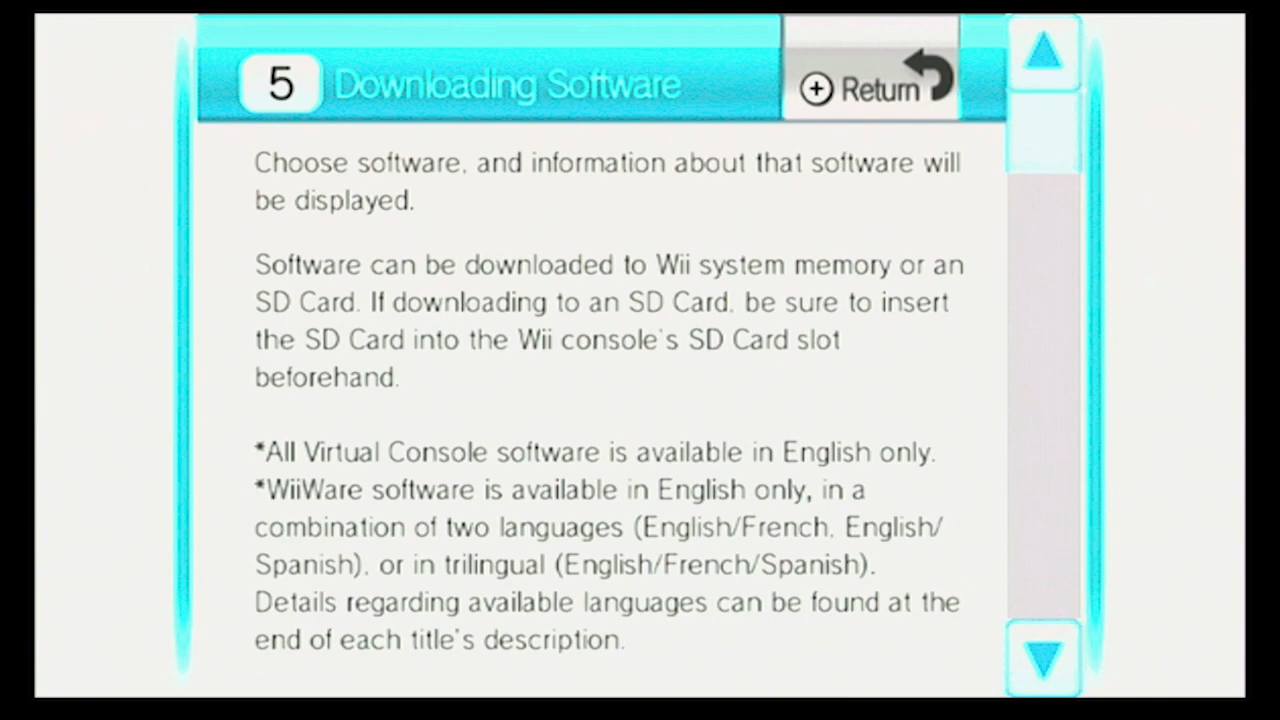 5 Downloading Software
+ Return
Choose software, and information about that software will
be displayed.
Software can be downloaded to Wii system memory or an
SD Card. If downloading to an SD Card, be sure to insert
the SD Card into the Wii console's SD Card slot
beforehand.
*All Virtual Console software is available in English only.
*WiiWare software is available in English only, in a
combination of two languages (English/French, English/
Spishanish), or in trilingual (English/French/Spanish).
Details regarding available languages can be found at the
end of each title's description.